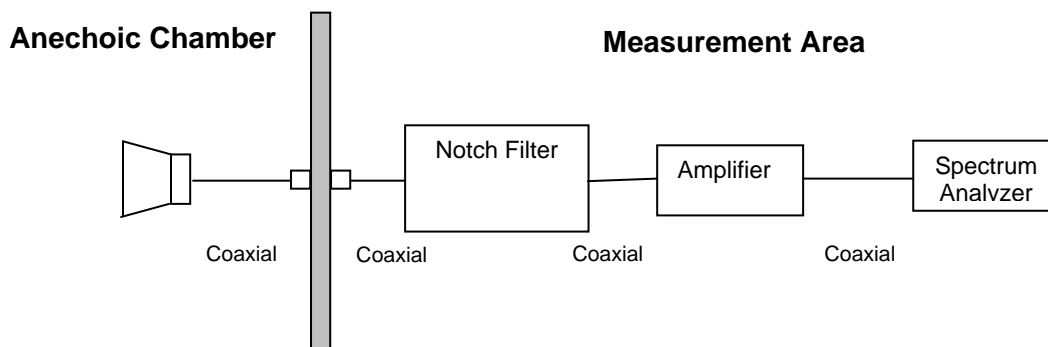 Anechoic Chamber
Measurement Area
Notch Filter
Amplifier
Spectrum
Analvzer
Coaxial
Coaxial
Coaxial
Coaxial